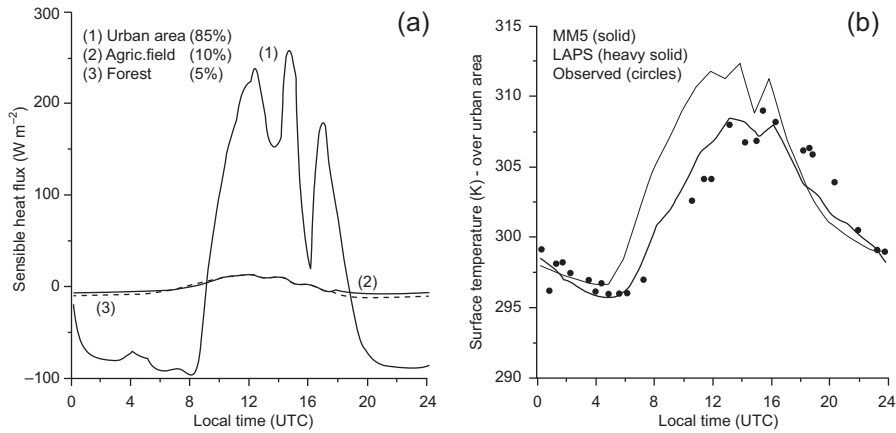 (a)
(1) Urban area (85%)
(2) Agric.field (10%)
(3) Forest (5%)
(1)
(2)
(3)
300
200
100
0
–100
Sensible heat flux (W m–2)
0 4 8 12 16 20 24
Local time (UTC)
(b)
MM5 (solid)
LAPS (heavy solid)
Observed (circles)
315
310
305
300
295
290
Surface temperature (K) - over urban area
0 4 8 12 16 20 24
Local time (UTC)